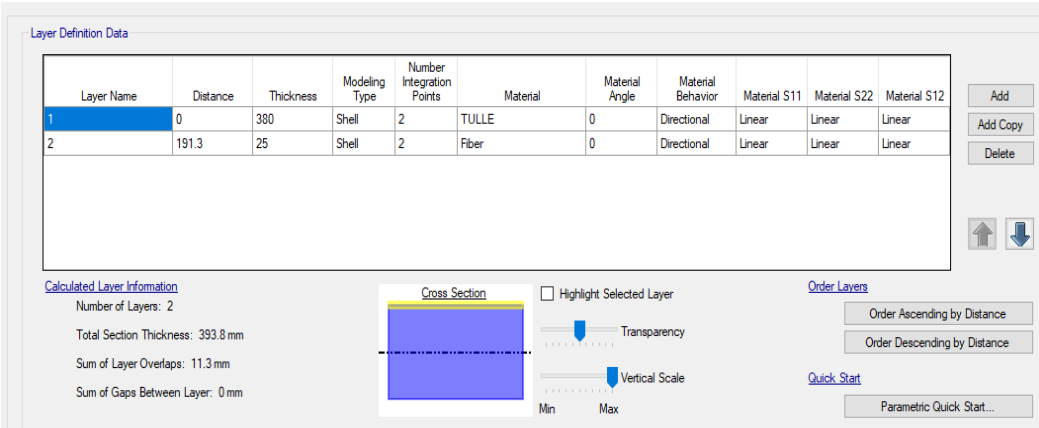 Layer Definition Data
Number
Modeling Integration Material Material
Layer Name Distance Thickness Type Points Material Angle Behavior Material S11 Material S22 Material S12
1 0 380 Shell 2 TULLE 0 Directional Linear Linear Linear
2 191.3 25 Shell 2 Fiber 0 Directional Linear Linear Linear
Add
Add Copy
Delete
Calculated Layer Information
Number of Layers: 2
Total Section Thickness: 393.8 mm
Sum of Layer Overlaps: 11.3 mm
Sum of Gaps Between Layer: 0 mm
Cross Section
Highlight Selected Layer
Transparency
Vertical Scale
Min Max
Order Layers
Order Ascending by Distance
Order Descending by Distance
Quick Start
Parametric Quick Start...